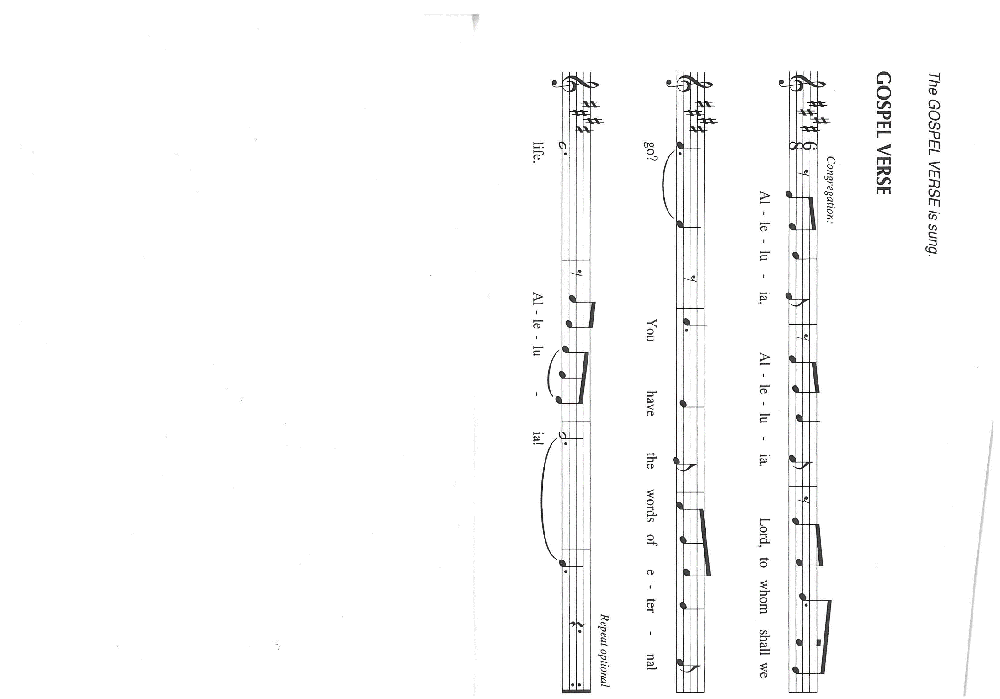 The GOSPEL VERSE is sung.
GOSPEL VERSE
Congregation:
Al - le - lu - ia, Al - le - lu - ia. Lord, to whom shall we
go? You have the words of e - ter - nal
Repeat optional
life. Al - le - lu - ia!